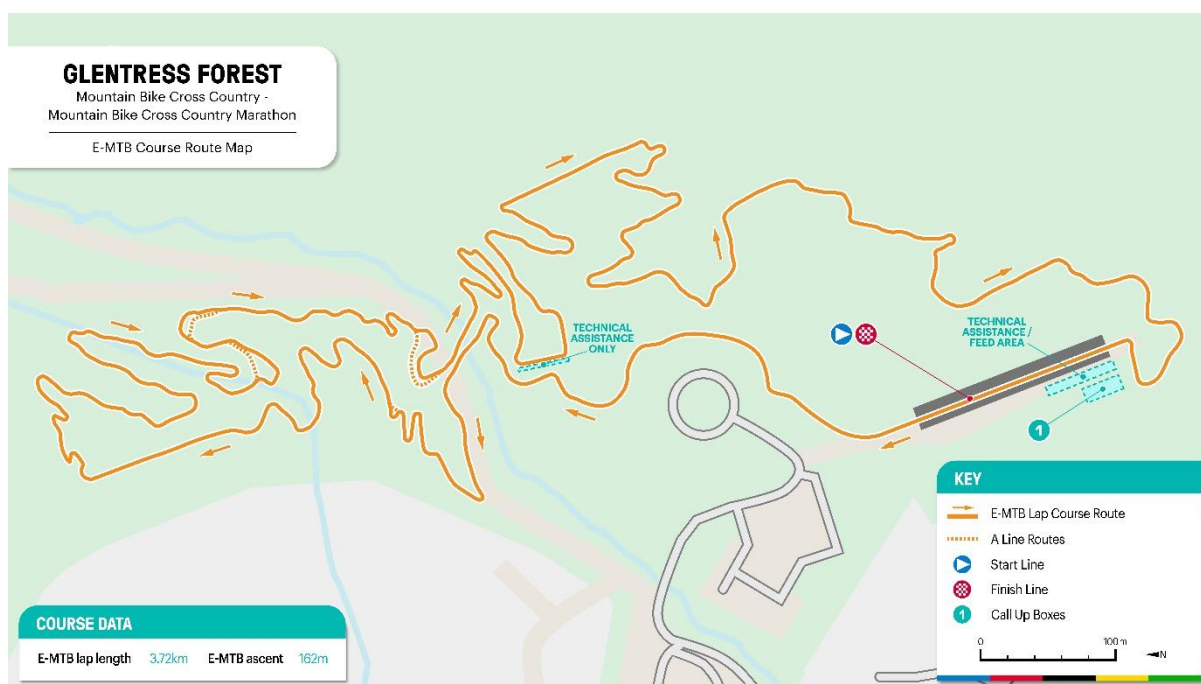 GLENTRESS FOREST
Mountain Bike Cross Country -
Mountain Bike Cross Country Marathon
E-MTB Course Route Map
TECHNICAL
ASSISTANCE
ONLY
TECHNICAL
ASSISTANCE /
FEED AREA
1
KEY
E-MTB Lap Course Route
A Line Routes
Start Line
Finish Line
1 Call Up Boxes
0 100 m
N
COURSE DATA
E-MTB lap length 3.72km E-MTB ascent 162m